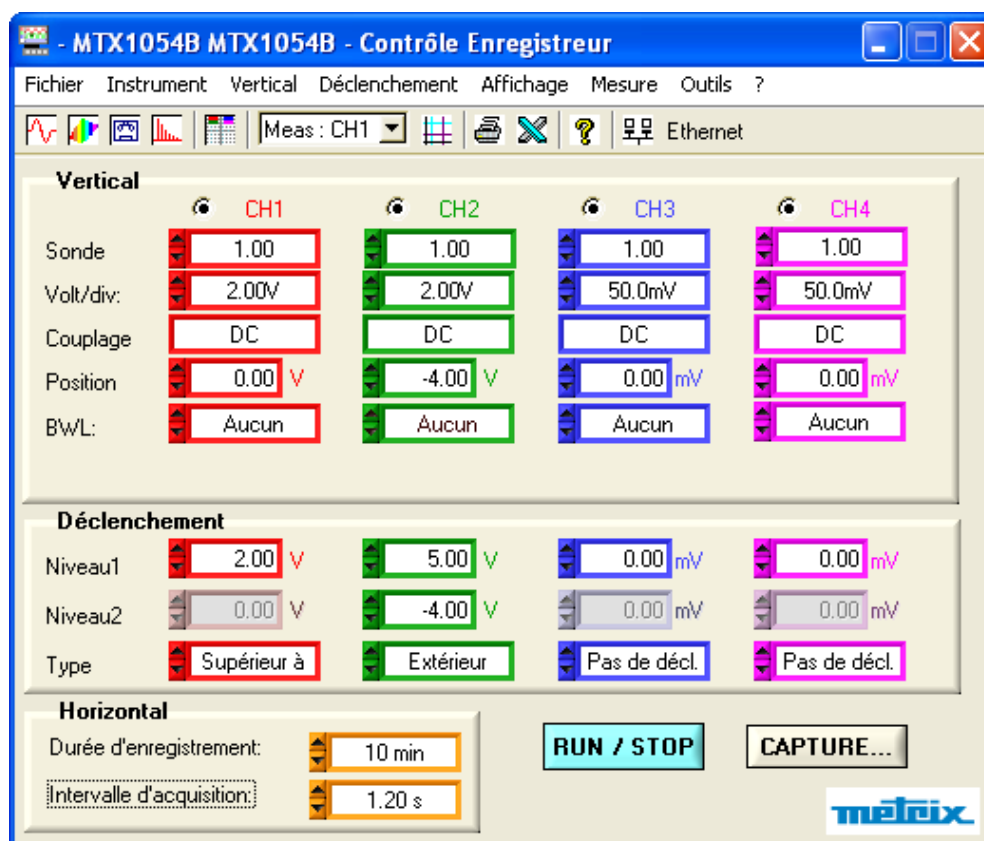 - MTX1054B MTX1054B - Contrôle Enregistreur
Fichier Instrument Vertical Déclenchement Affichage Mesure Outils ?
Meas : CH1 Ethernet
Vertical
CH1 CH2 CH3 CH4
Sonde 1.00 1.00 1.00 1.00
Volt/div: 2.00V 2.00V 50.0mV 50.0mV
Couplage DC DC DC DC
Position 0.00 V -4.00 V 0.00 mV 0.00 mV
BWL: Aucun Aucun Aucun Aucun
Déclenchement
Niveau1 2.00 V 5.00 V 0.00 mV 0.00 mV
Niveau2 0.00 V -4.00 V 0.00 mV 0.00 mV
Type Supérieur à Extérieur Pas de décl. Pas de décl.
Horizontal
Durée d'enregistrement: 10 min
RUN / STOP CAPTURE...
Intervalle d'acquisition: 1.20 s
metrix